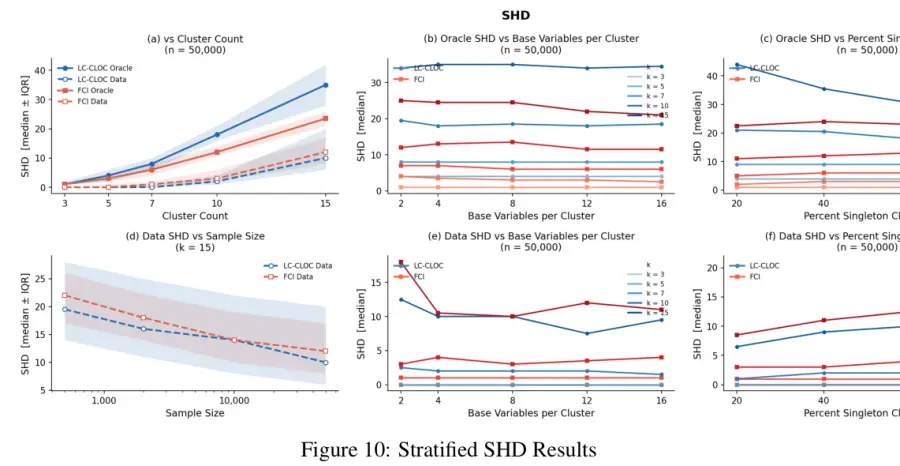 SHD
(a) vs Cluster Count
(n = 50,000)
SHD [median ± IQR]
40
30
20
10
0
LC-CLOC Oracle
LC-CLOC Data
FCI Oracle
FCI Data
3 5 7 10 15
Cluster Count
(b) Oracle SHD vs Base Variables per Cluster
(n = 50,000)
SHD [median]
30
20
10
0
LC-CLOC
FCI
k
k = 3
k = 5
k = 7
k = 10
k = 15
2 4 8 12 16
Base Variables per Cluster
(c) Oracle SHD vs Percent Sin
(n = 50,000)
SHD [median]
40
30
20
10
0
LC-CLOC
FCI
20 40
Percent Singleton Cl
(d) Data SHD vs Sample Size
(k = 15)
SHD [median ± IQR]
25
20
15
10
5
LC-CLOC Data
FCI Data
1,000 10,000
Sample Size
(e) Data SHD vs Base Variables per Cluster
(n = 50,000)
SHD [median]
15
10
5
0
LC-CLOC
FCI
k
k = 3
k = 5
k = 7
k = 10
k = 15
2 4 8 12 16
Base Variables per Cluster
(f) Data SHD vs Percent Sing
(n = 50,000)
SHD [median]
20
15
10
5
0
LC-CLOC
FCI
20 40
Percent Singleton Cl
Figure 10: Stratified SHD Results